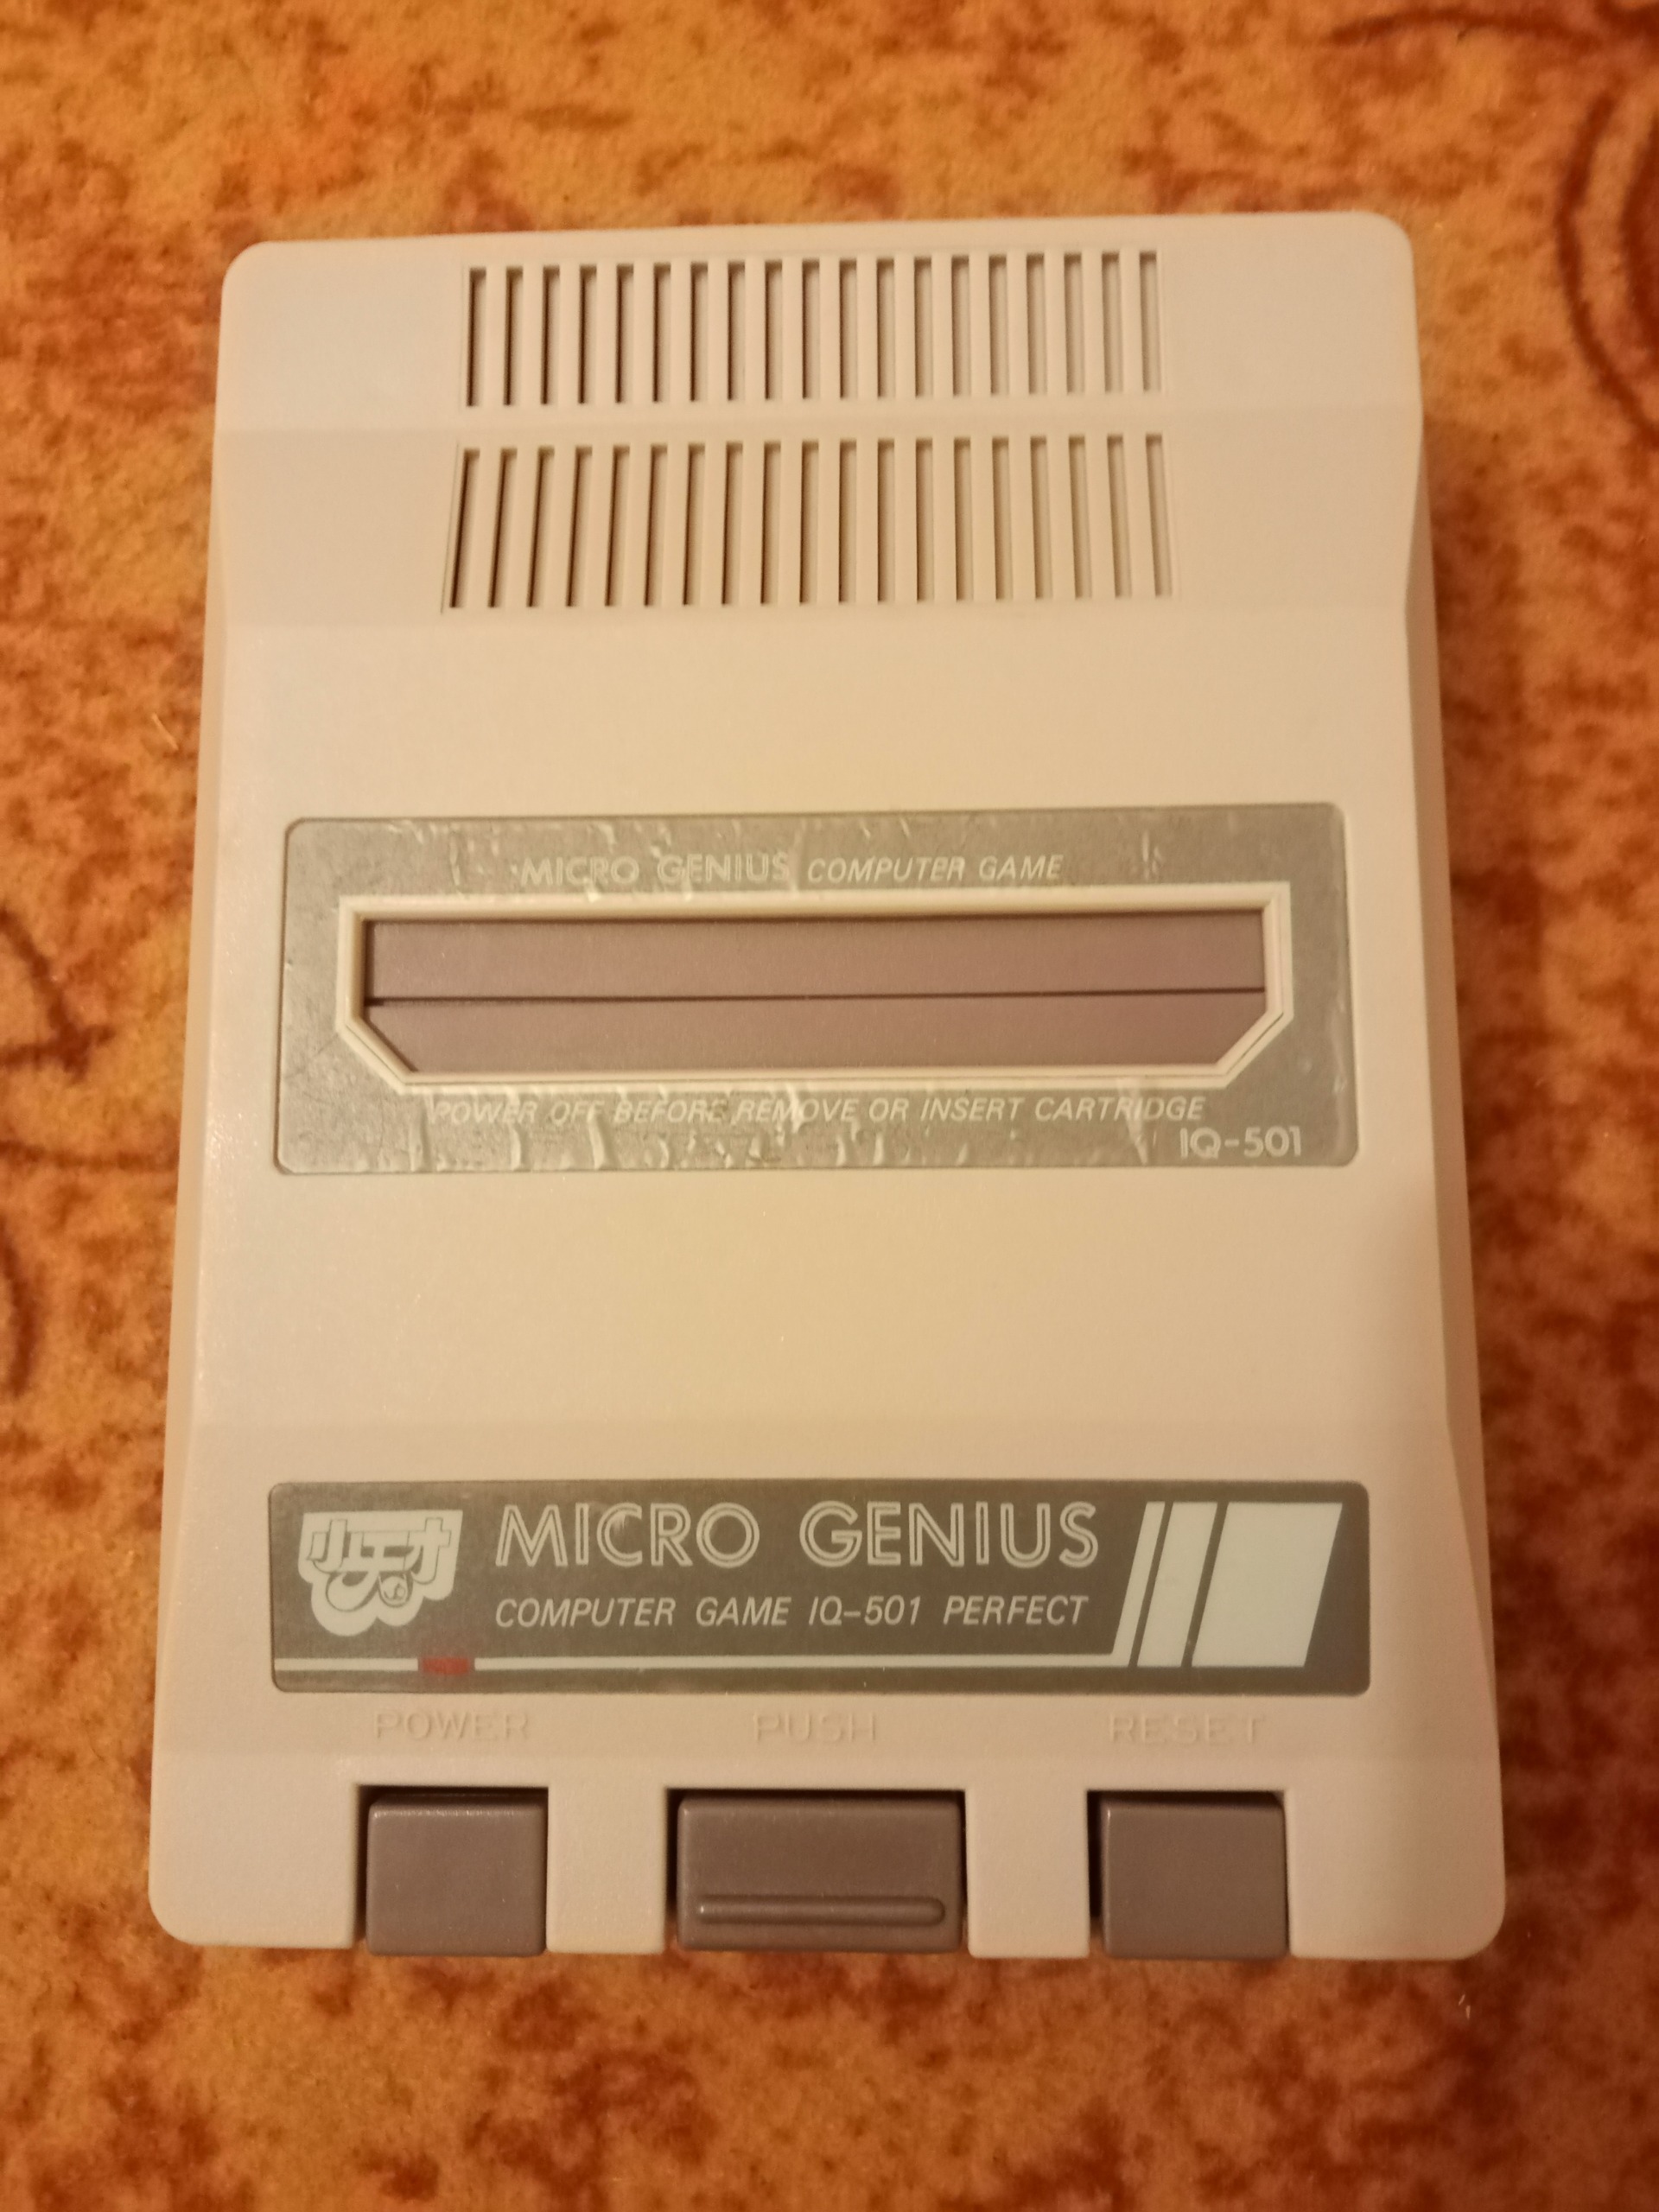 MICRO GENIUS COMPUTER GAME
POWER OFF BEFORE REMOVE OR INSERT CARTRIDGE
IQ-501
小天才
MICRO GENIUS
COMPUTER GAME IQ-501 PERFECT
POWER PUSH RESET